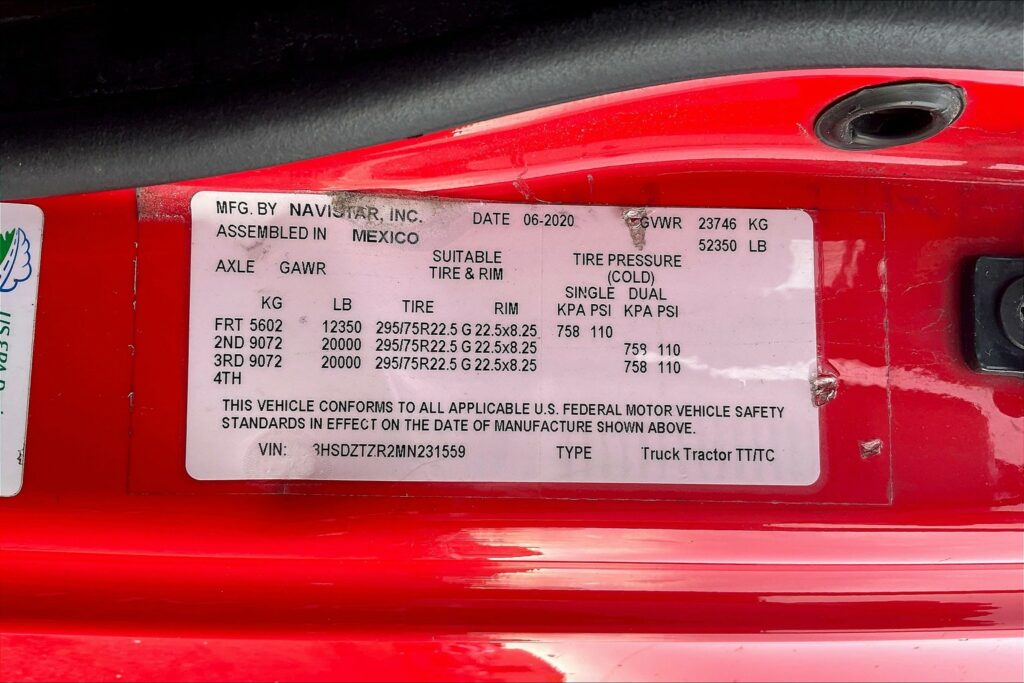 MFG. BY NAVISTAR, INC. DATE 06-2020 GVWR 23746 KG
ASSEMBLED IN MEXICO 52350 LB
AXLE GAWR SUITABLE TIRE PRESSURE
TIRE & RIM (COLD)
SINGLE DUAL
KG LB TIRE RIM KPA PSI KPA PSI
FRT 5602 12350 295/75R22.5 G 22.5x8.25 758 110
2ND 9072 20000 295/75R22.5 G 22.5x8.25 758 110
3RD 9072 20000 295/75R22.5 G 22.5x8.25 758 110
4TH
THIS VEHICLE CONFORMS TO ALL APPLICABLE U.S. FEDERAL MOTOR VEHICLE SAFETY
STANDARDS IN EFFECT ON THE DATE OF MANUFACTURE SHOWN ABOVE.
VIN: 3HSDZTZR2MN231559 TYPE Truck Tractor TT/TC
US EPA